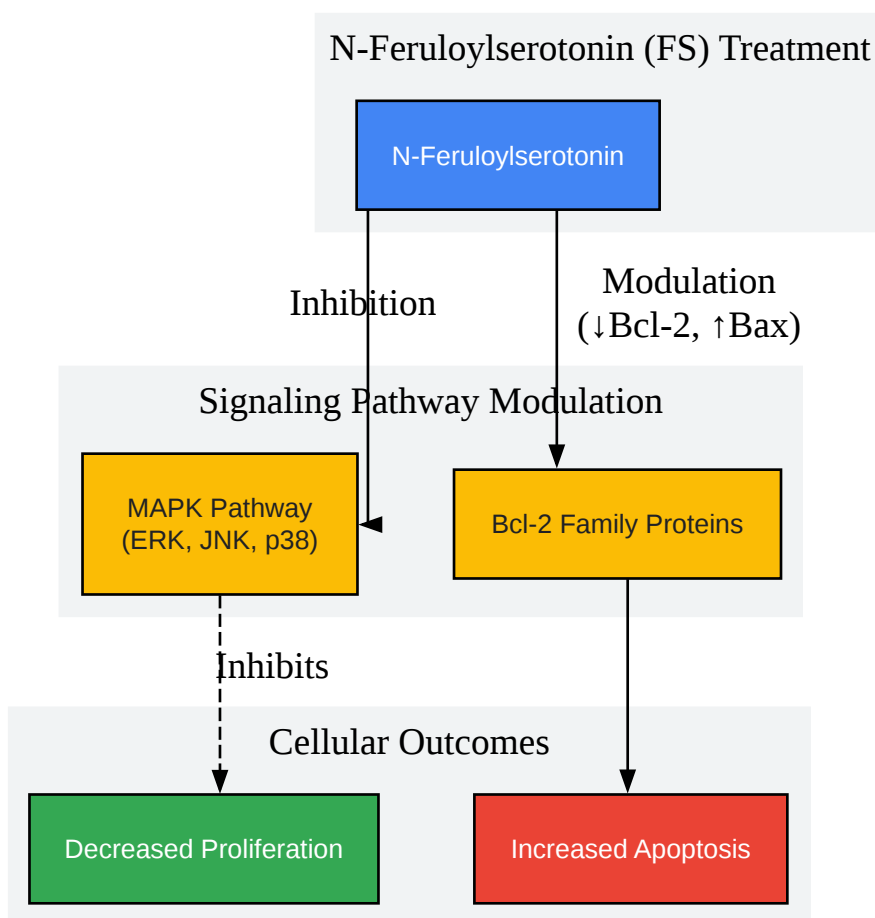 N-Feruloylserotonin (FS) Treatment
N-Feruloylserotonin
Inhibition
Modulation
(↓Bcl-2, ↑Bax)
Signaling Pathway Modulation
MAPK Pathway
(ERK, JNK, p38)
Bcl-2 Family Proteins
Inhibits
Cellular Outcomes
Decreased Proliferation
Increased Apoptosis